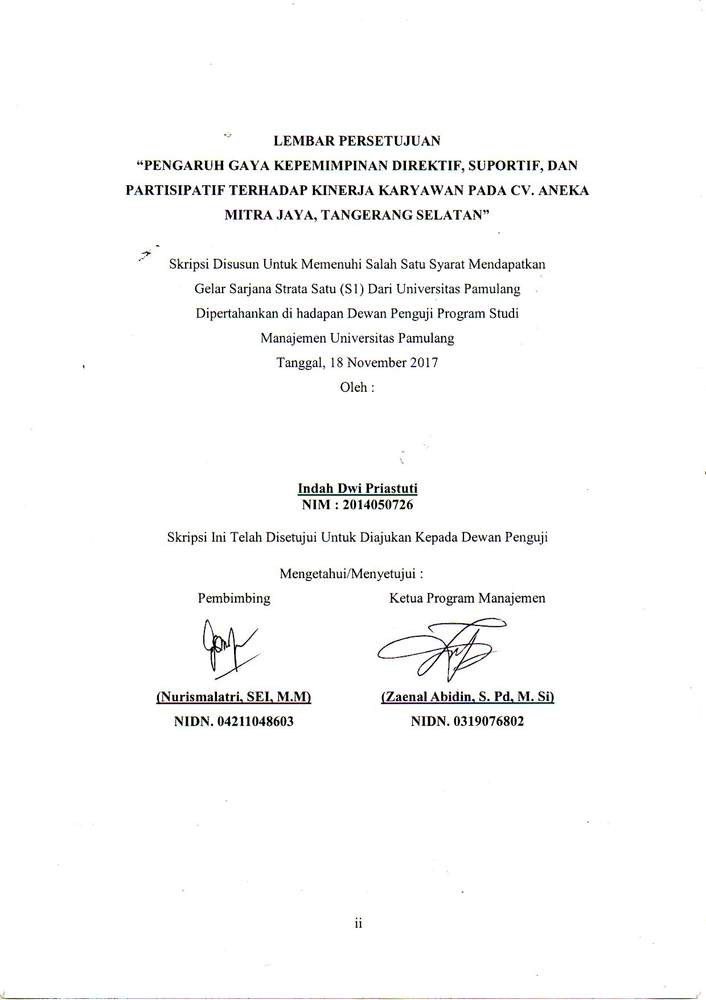 LEMBAR PERSETUJUAN
“PENGARUH GAYA KEPEMIMPINAN DIREKTIF, SUPORTIF, DAN
PARTISIPATIF TERHADAP KINERJA KARYAWAN PADA CV. ANEKA
MITRA JAYA, TANGERANG SELATAN”
Skripsi Disusun Untuk Memenuhi Salah Satu Syarat Mendapatkan
Gelar Sarjana Strata Satu (S1) Dari Universitas Pamulang
Dipertahankan di hadapan Dewan Penguji Program Studi
Manajemen Universitas Pamulang
Tanggal, 18 November 2017
Oleh :
Indah Dwi Priastuti
NIM : 2014050726
Skripsi Ini Telah Disetujui Untuk Diajukan Kepada Dewan Penguji
Mengetahui/Menyetujui :
Pembimbing Ketua Program Manajemen
(Nurismalatri, SEI, M.M) (Zaenal Abidin, S. Pd, M. Si)
NIDN. 04211048603 NIDN. 0319076802
ii